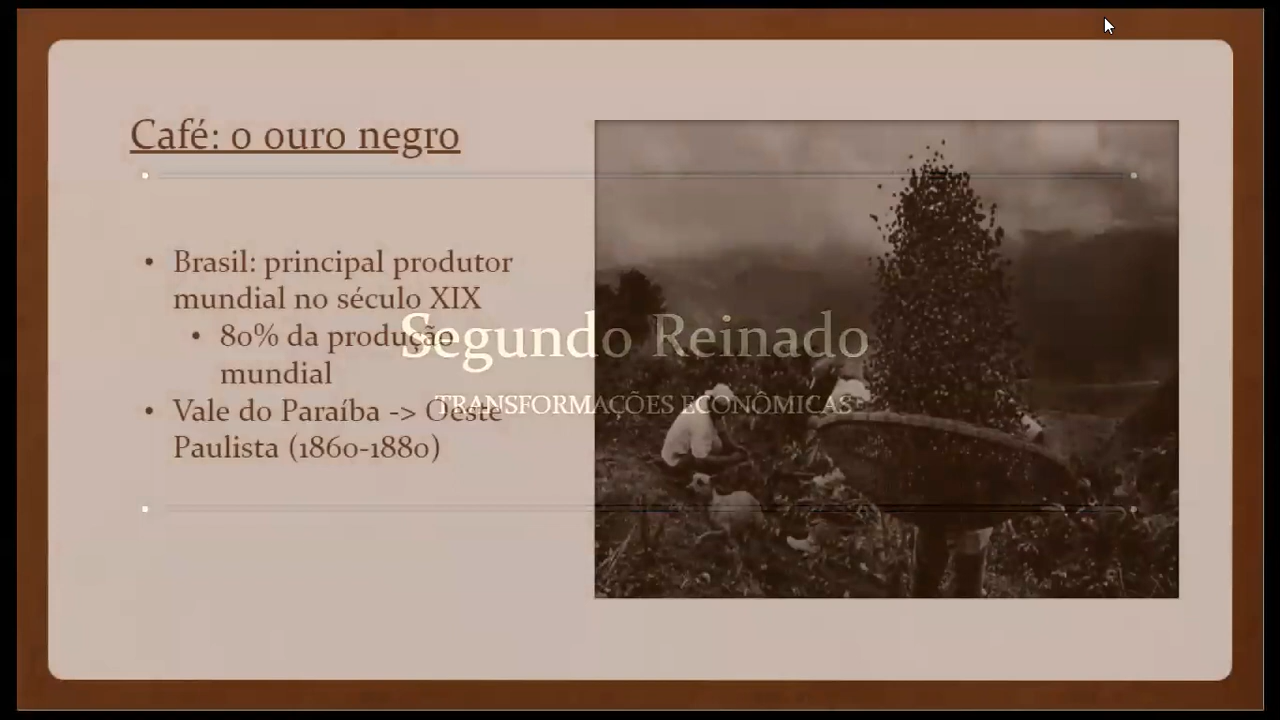 Café: o ouro negro
• Brasil: principal produtor
mundial no século XIX
• 80% da produção
mundial
• Vale do Paraíba -> Oeste
Paulista (1860-1880)
Segundo Reinado
TRANSFORMAÇÕES ECONÔMICAS